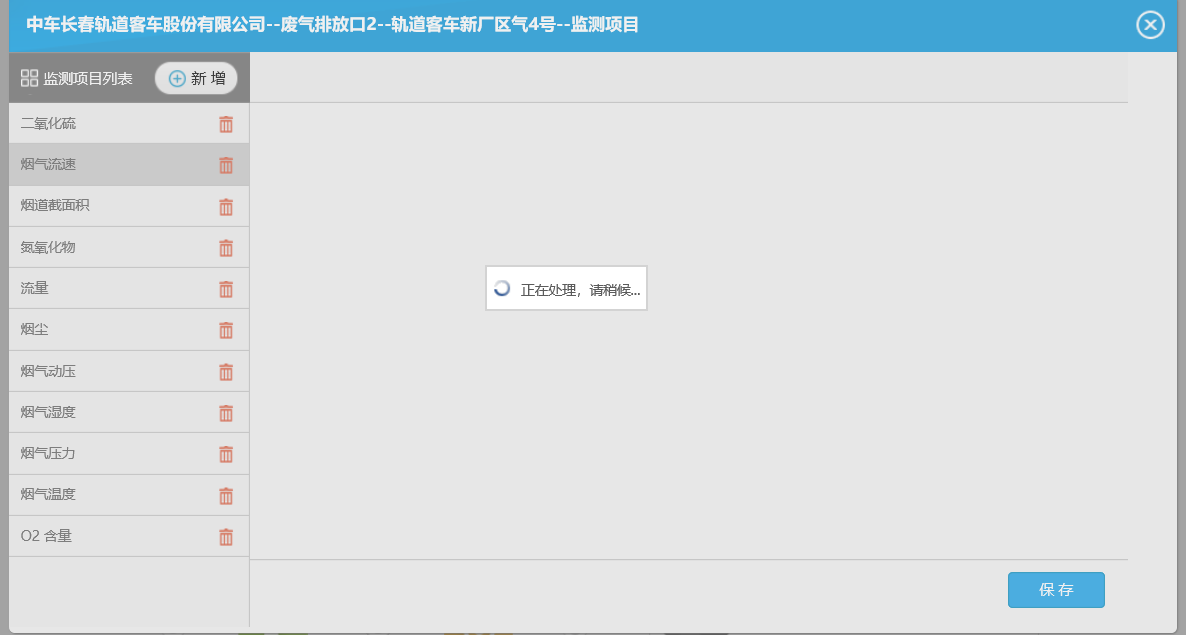 中车长春轨道客车股份有限公司--废气排放口2--轨道客车新厂区气4号--监测项目
监测项目列表 新 增
二氧化硫
烟气流速
烟道截面积
氮氧化物
流量
烟尘
烟气动压
烟气湿度
烟气压力
烟气温度
O2 含量
正在处理，请稍候...
保 存